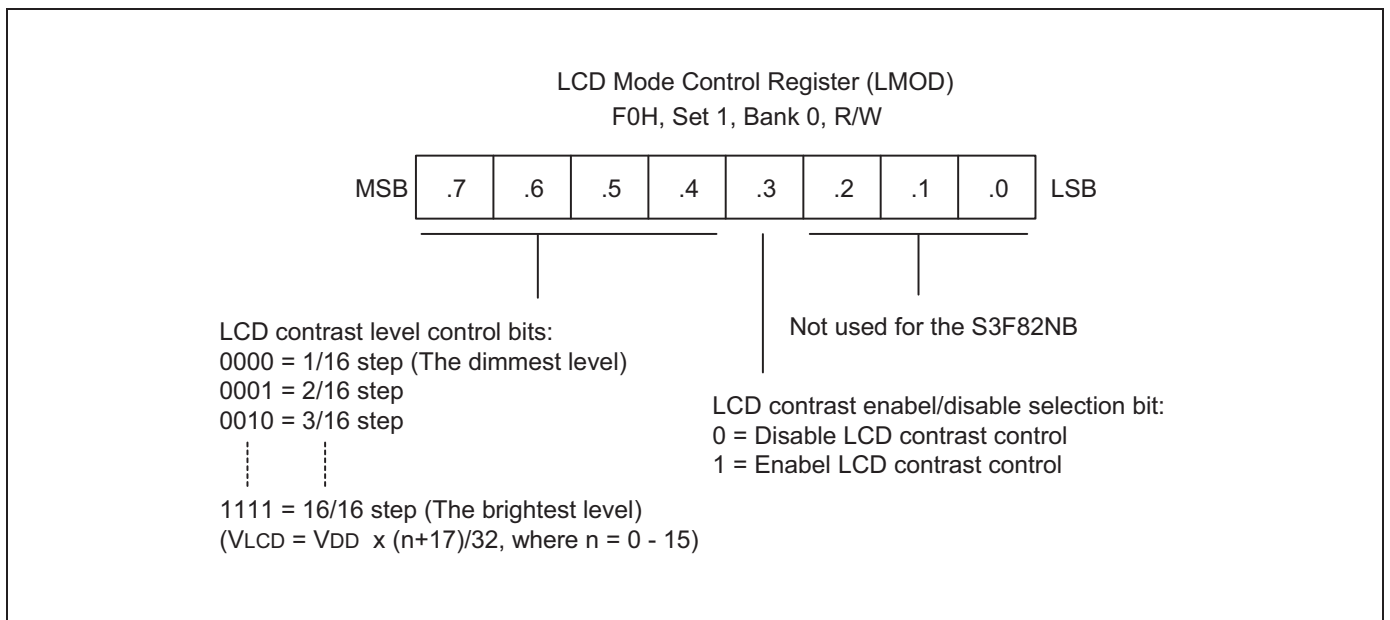 LCD Mode Control Register (LMOD)
F0H, Set 1, Bank 0, R/W
MSB .7 .6 .5 .4 .3 .2 .1 .0 LSB
LCD contrast level control bits:
0000 = 1/16 step (The dimmest level)
0001 = 2/16 step
0010 = 3/16 step
1111 = 16/16 step (The brightest level)
(VLCD = VDD x (n+17)/32, where n = 0 - 15)
Not used for the S3F82NB
LCD contrast enabel/disable selection bit:
0 = Disable LCD contrast control
1 = Enabel LCD contrast control